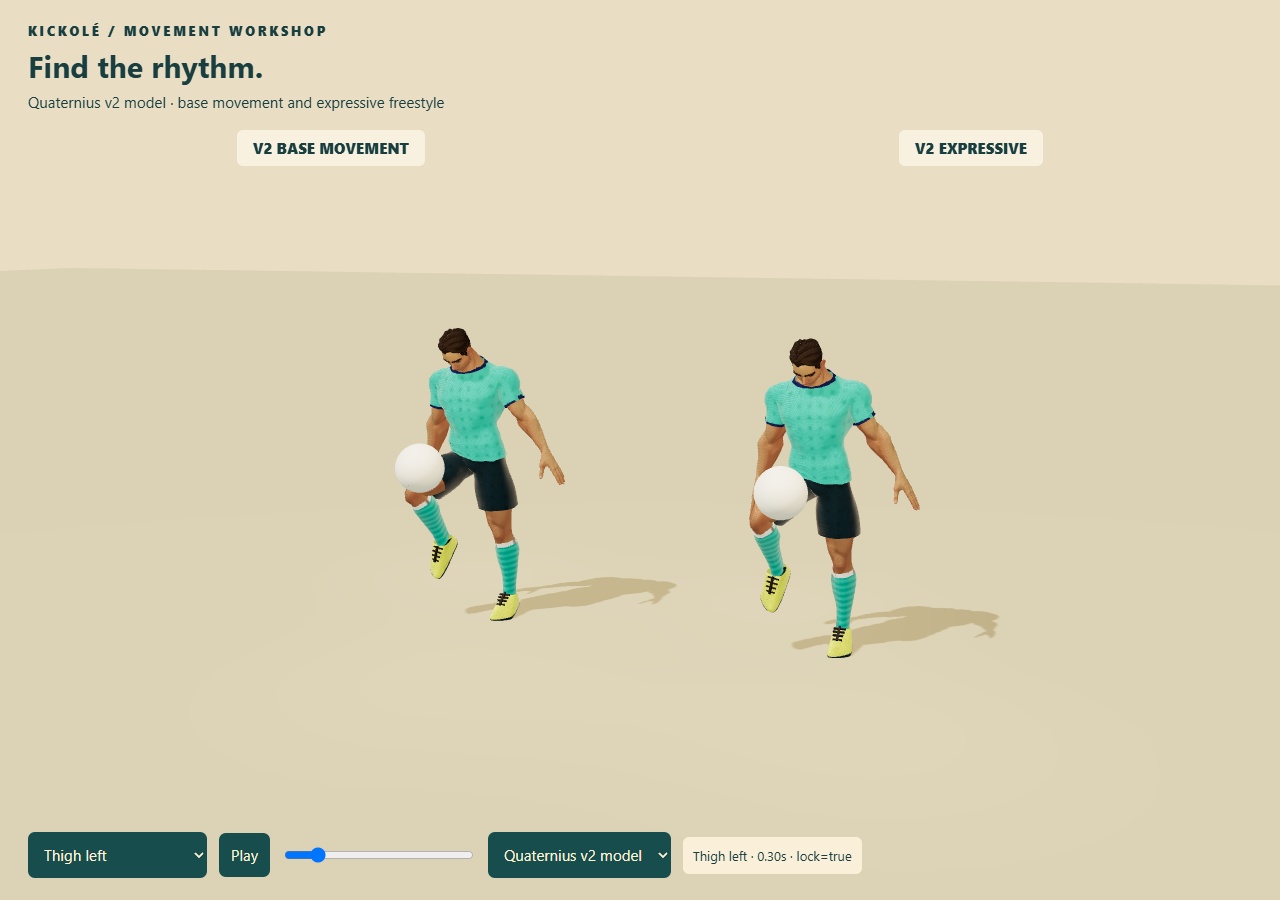 KICKOLÉ / MOVEMENT WORKSHOP
Find the rhythm.
Quaternius v2 model · base movement and expressive freestyle
V2 BASE MOVEMENT
V2 EXPRESSIVE
Thigh left
Play
Quaternius v2 model
Thigh left · 0.30s · lock=true